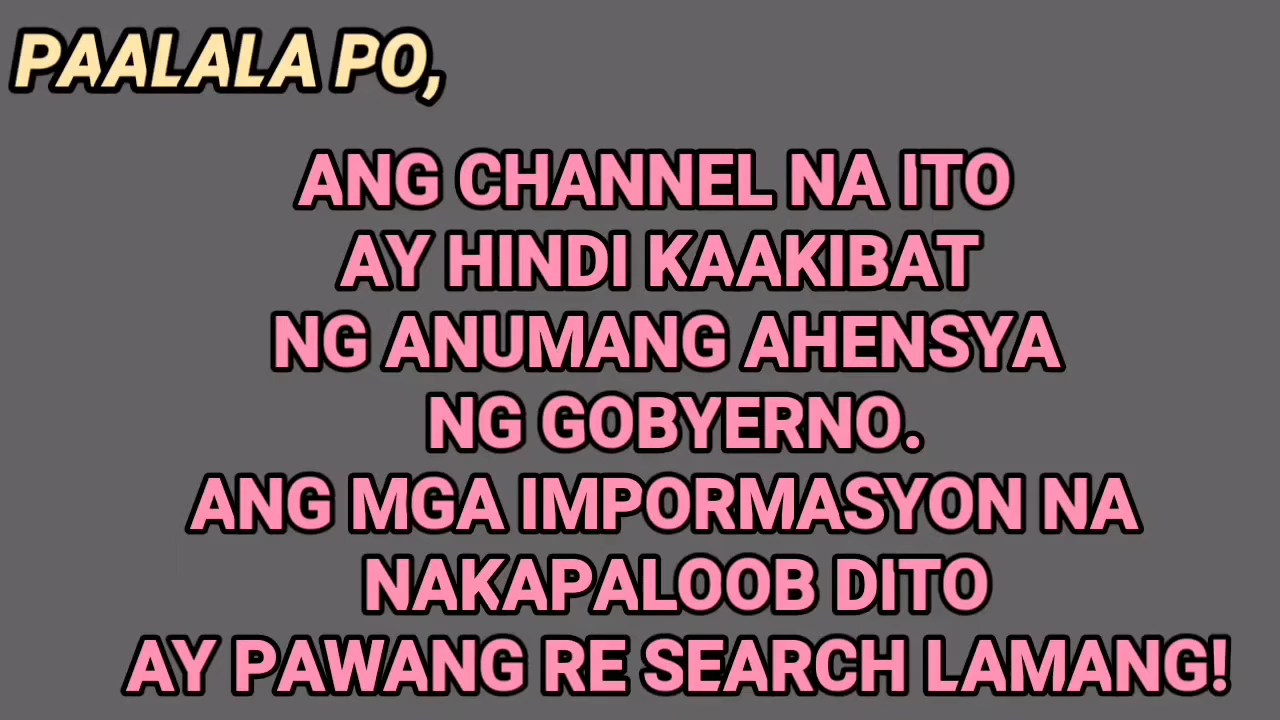 PAALALA PO,
ANG CHANNEL NA ITO
AY HINDI KAAKIBAT
NG ANUMANG AHENSYA
NG GOBYERNO.
ANG MGA IMPORMASYON NA
NAKAPALOOB DITO
AY PAWANG RE SEARCH LAMANG!